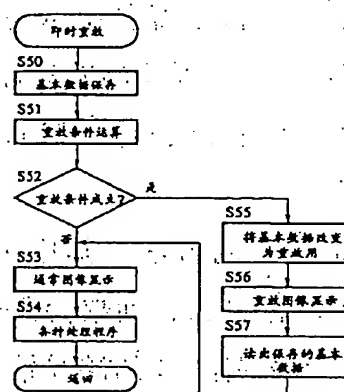 即时重放
S50
基本数据保存
S51
重放条件运算
S52
重放条件成立?
是
否
S53
通常图像显示
S54
各种处理程序
返回
S55
将基本数据改变
为重放用
S56
重放图像显示
S57
读出保存的基本
数据